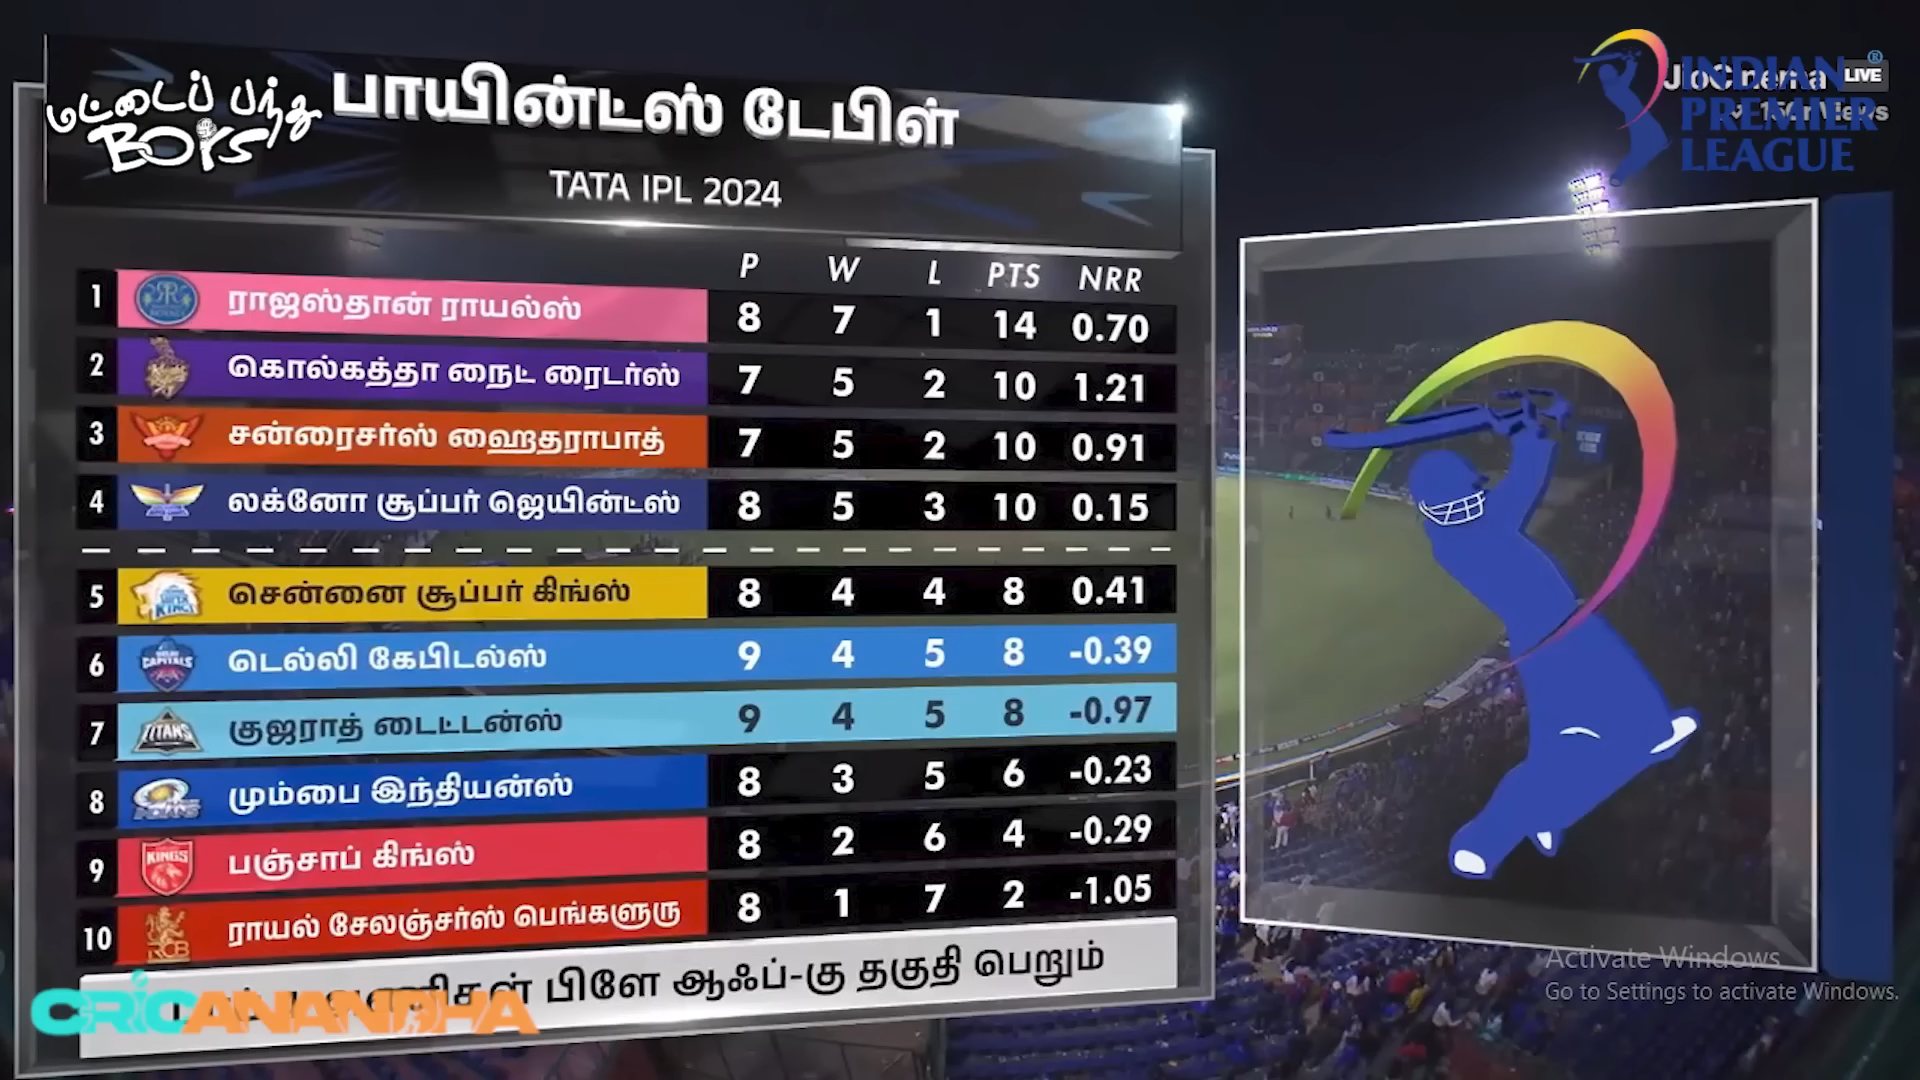 மட்டைப் பந்து
BOYS
பாயின்ட்ஸ் டேபிள்
TATA IPL 2024
JioCinema LIVE
INDIAN
PREMIER
LEAGUE
P W L PTS NRR
1 ராஜஸ்தான் ராயல்ஸ் 8 7 1 14 0.70
2 கொல்கத்தா நைட் ரைடர்ஸ் 7 5 2 10 1.21
3 சன்ரைசர்ஸ் ஹைதராபாத் 7 5 2 10 0.91
4 லக்னோ சூப்பர் ஜெயின்ட்ஸ் 8 5 3 10 0.15
5 சென்னை சூப்பர் கிங்ஸ் 8 4 4 8 0.41
6 CAPITALS டெல்லி கேபிடல்ஸ் 9 4 5 8 -0.39
7 TITANS குஜராத் டைட்டன்ஸ் 9 4 5 8 -0.97
8 மும்பை இந்தியன்ஸ் 8 3 5 6 -0.23
9 KINGS பஞ்சாப் கிங்ஸ் 8 2 6 4 -0.29
10 RCB ராயல் சேலஞ்சர்ஸ் பெங்களுரு 8 1 7 2 -1.05
பிளே ஆஃப்-கு தகுதி பெறும்
CRICANANDHA
Activate Windows
Go to Settings to activate Windows.